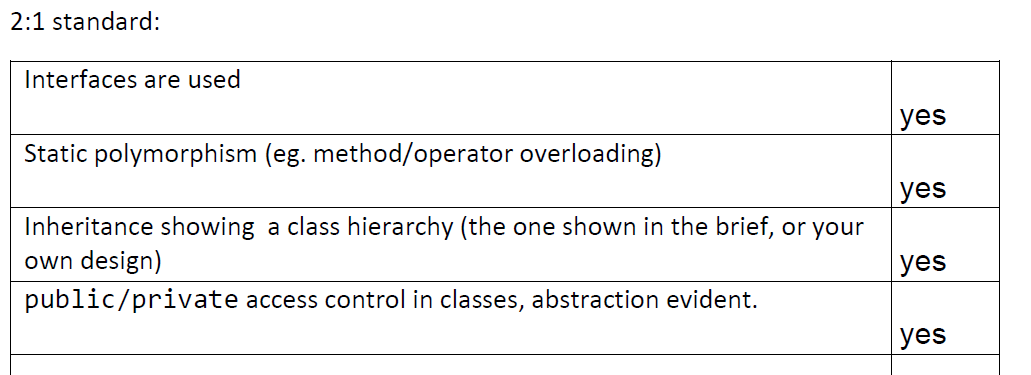 2:1 standard:
Interfaces are used
yes
Static polymorphism (eg. method/operator overloading)
yes
Inheritance showing  a class hierarchy (the one shown in the brief, or your
own design)
yes
public/private access control in classes, abstraction evident.
yes